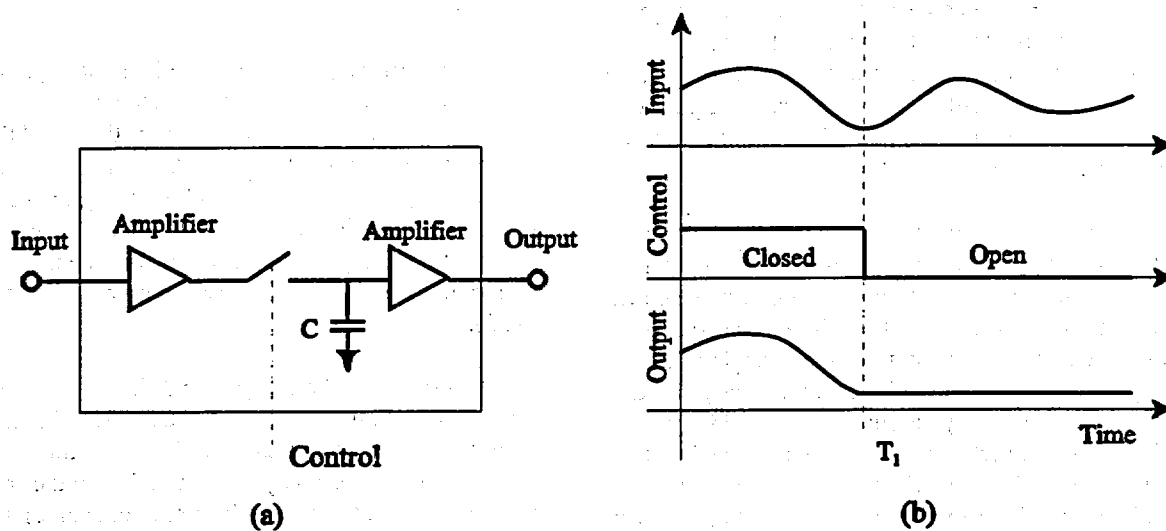 Input
Amplifier
Amplifier
Output
C
Control
(a)
Input
Control
Closed
Open
Output
Time
T₁
(b)